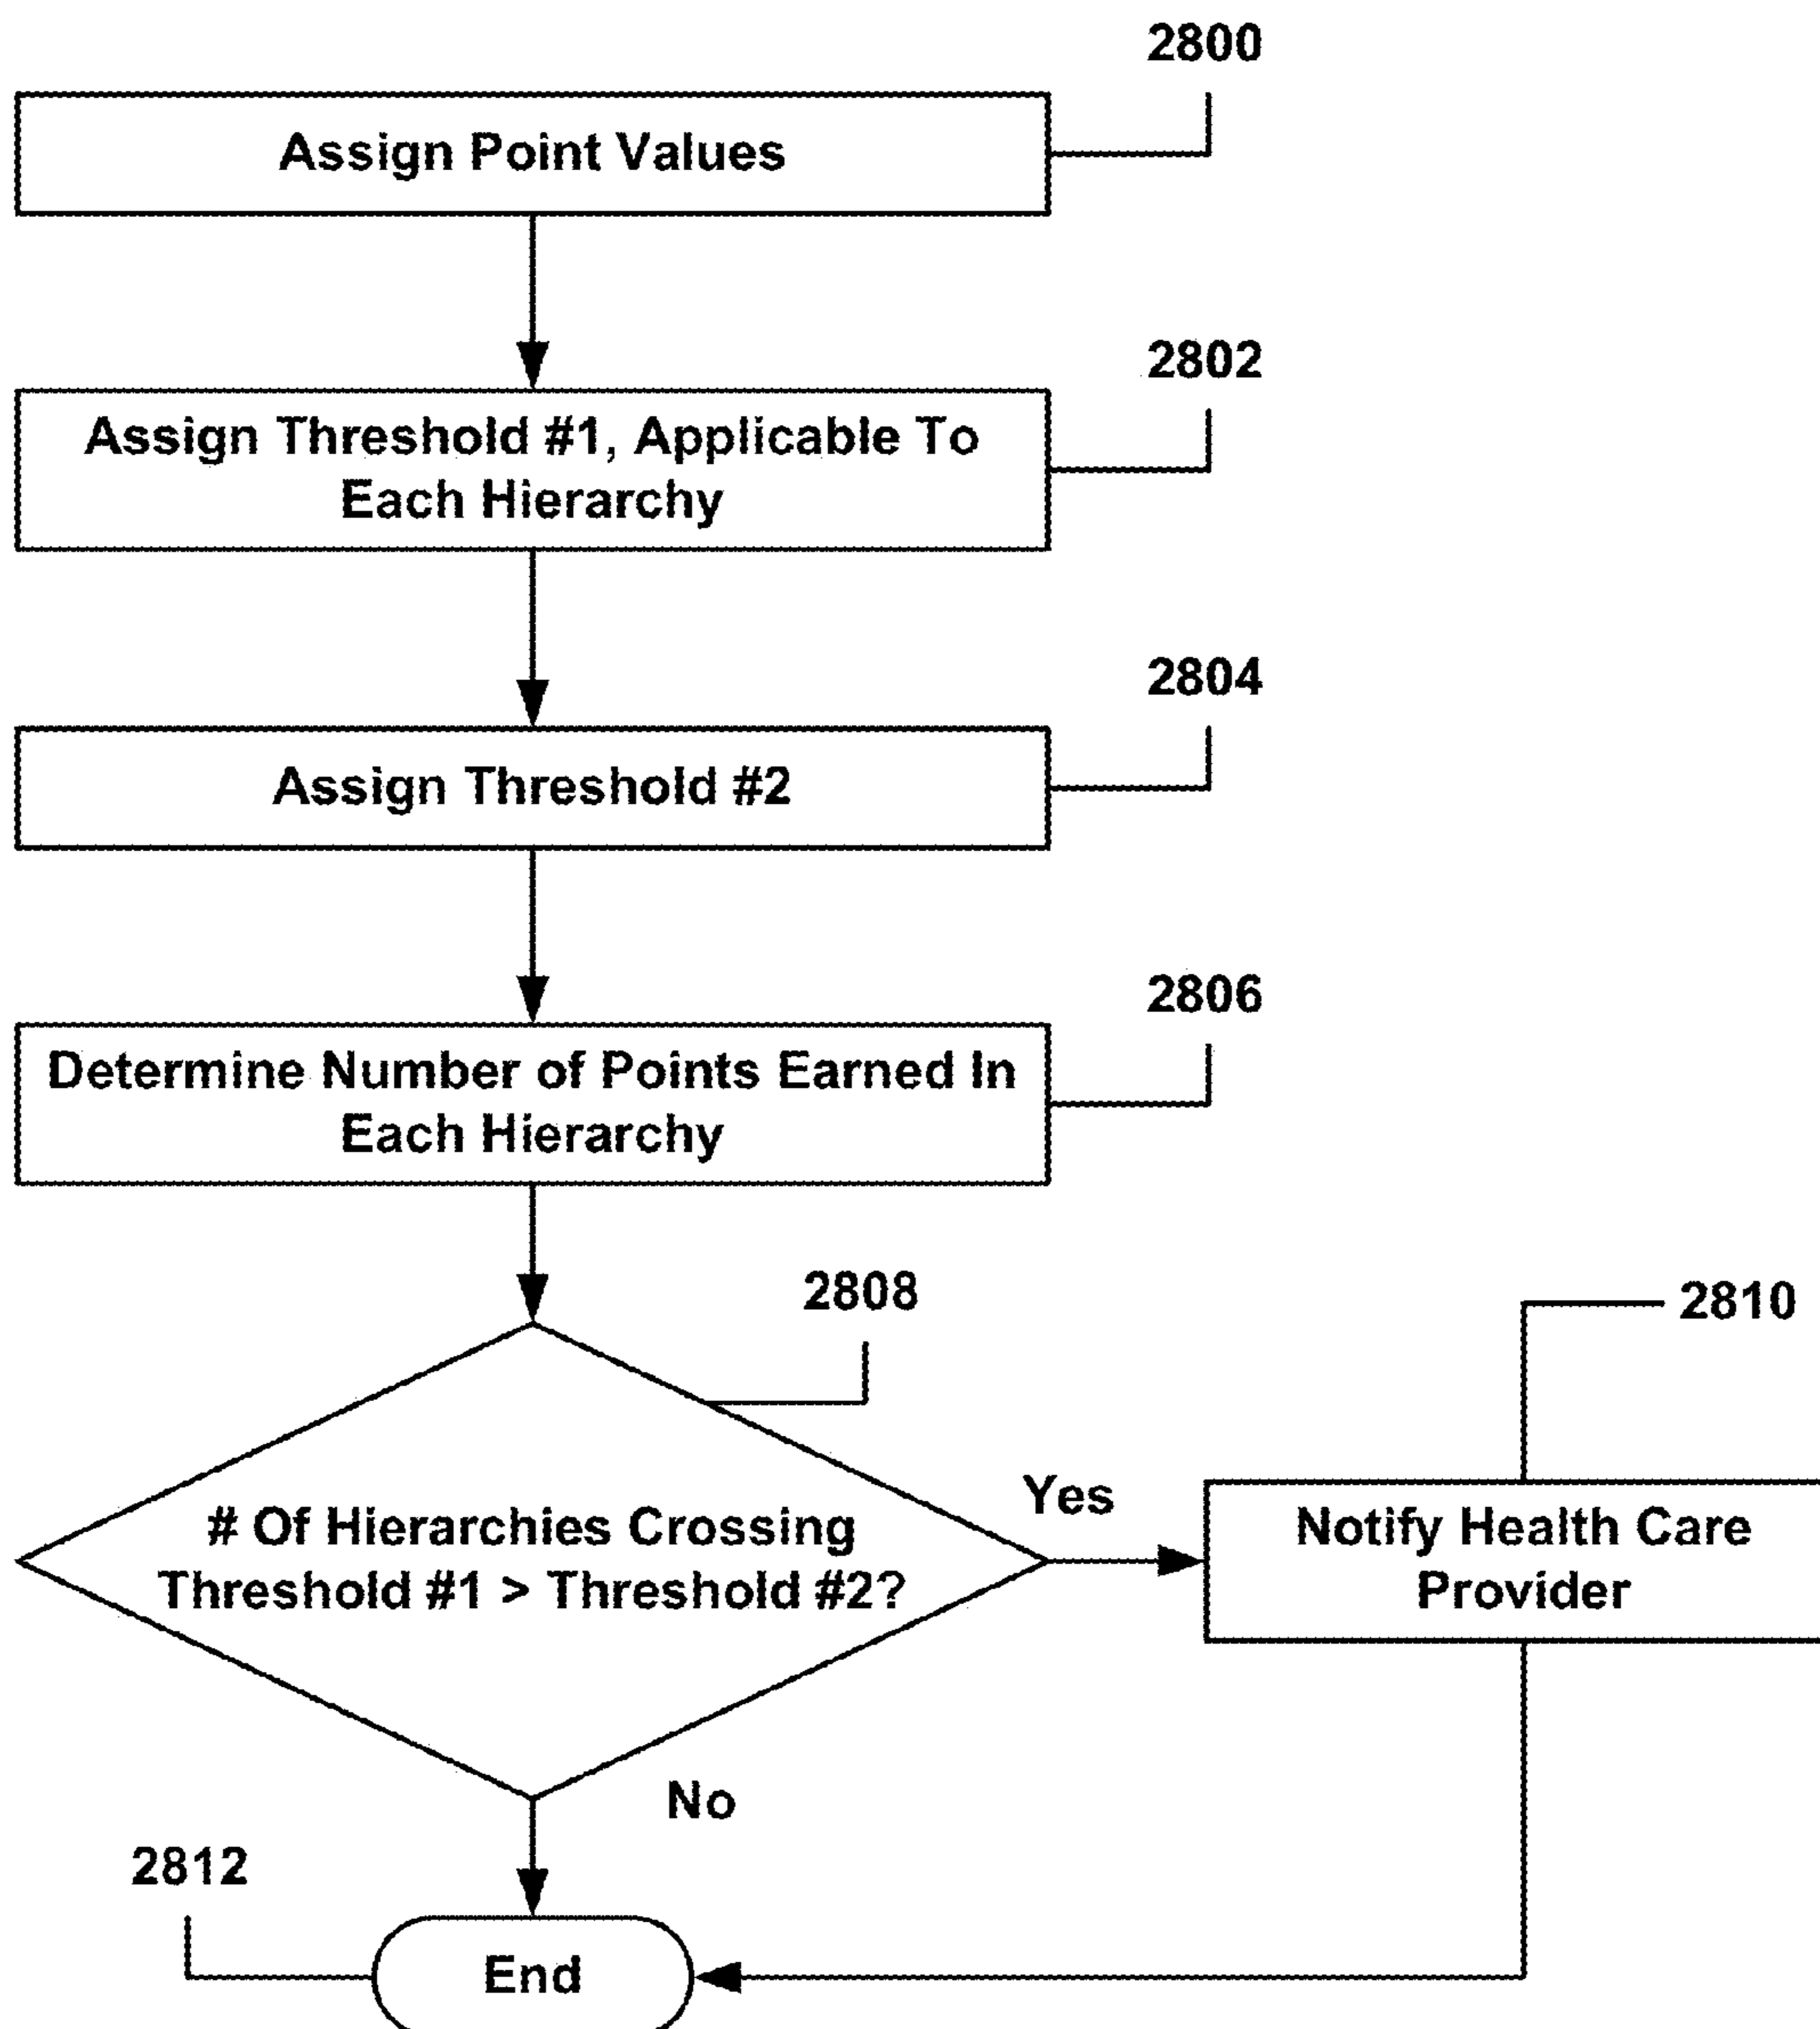 2800
Assign Point Values
2802
Assign Threshold #1, Applicable To
Each Hierarchy
2804
Assign Threshold #2
2806
Determine Number of Points Earned In
Each Hierarchy
2808
2810
# Of Hierarchies Crossing
Threshold #1 > Threshold #2?
Yes
Notify Health Care
Provider
No
2812
End